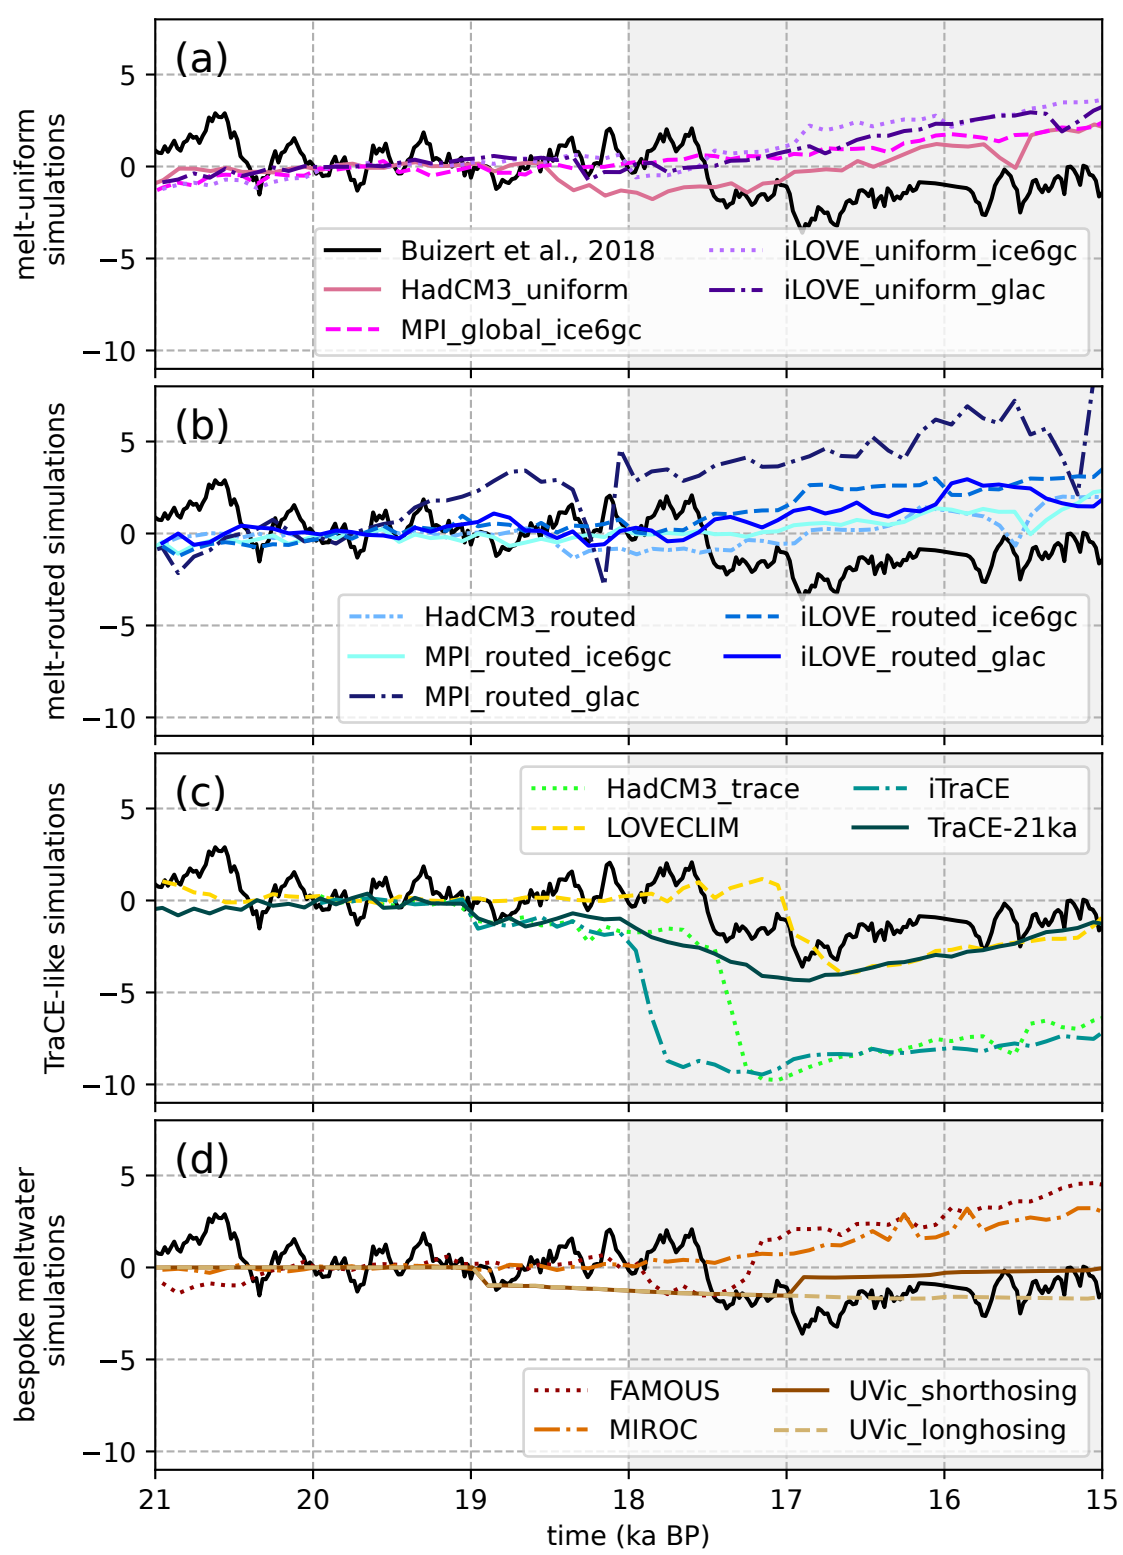 (a)
melt-uniform
simulations
5
0
−5
−10
Buizert et al., 2018
HadCM3_uniform
MPI_global_ice6gc
iLOVE_uniform_ice6gc
iLOVE_uniform_glac
(b)
melt-routed simulations
5
0
−5
−10
HadCM3_routed
MPI_routed_ice6gc
MPI_routed_glac
iLOVE_routed_ice6gc
iLOVE_routed_glac
(c)
TraCE-like simulations
5
0
−5
−10
HadCM3_trace
LOVECLIM
iTraCE
TraCE-21ka
(d)
bespoke meltwater
simulations
5
0
−5
−10
FAMOUS
MIROC
UVic_shorthosing
UVic_longhosing
21 20 19 18 17 16 15
time (ka BP)